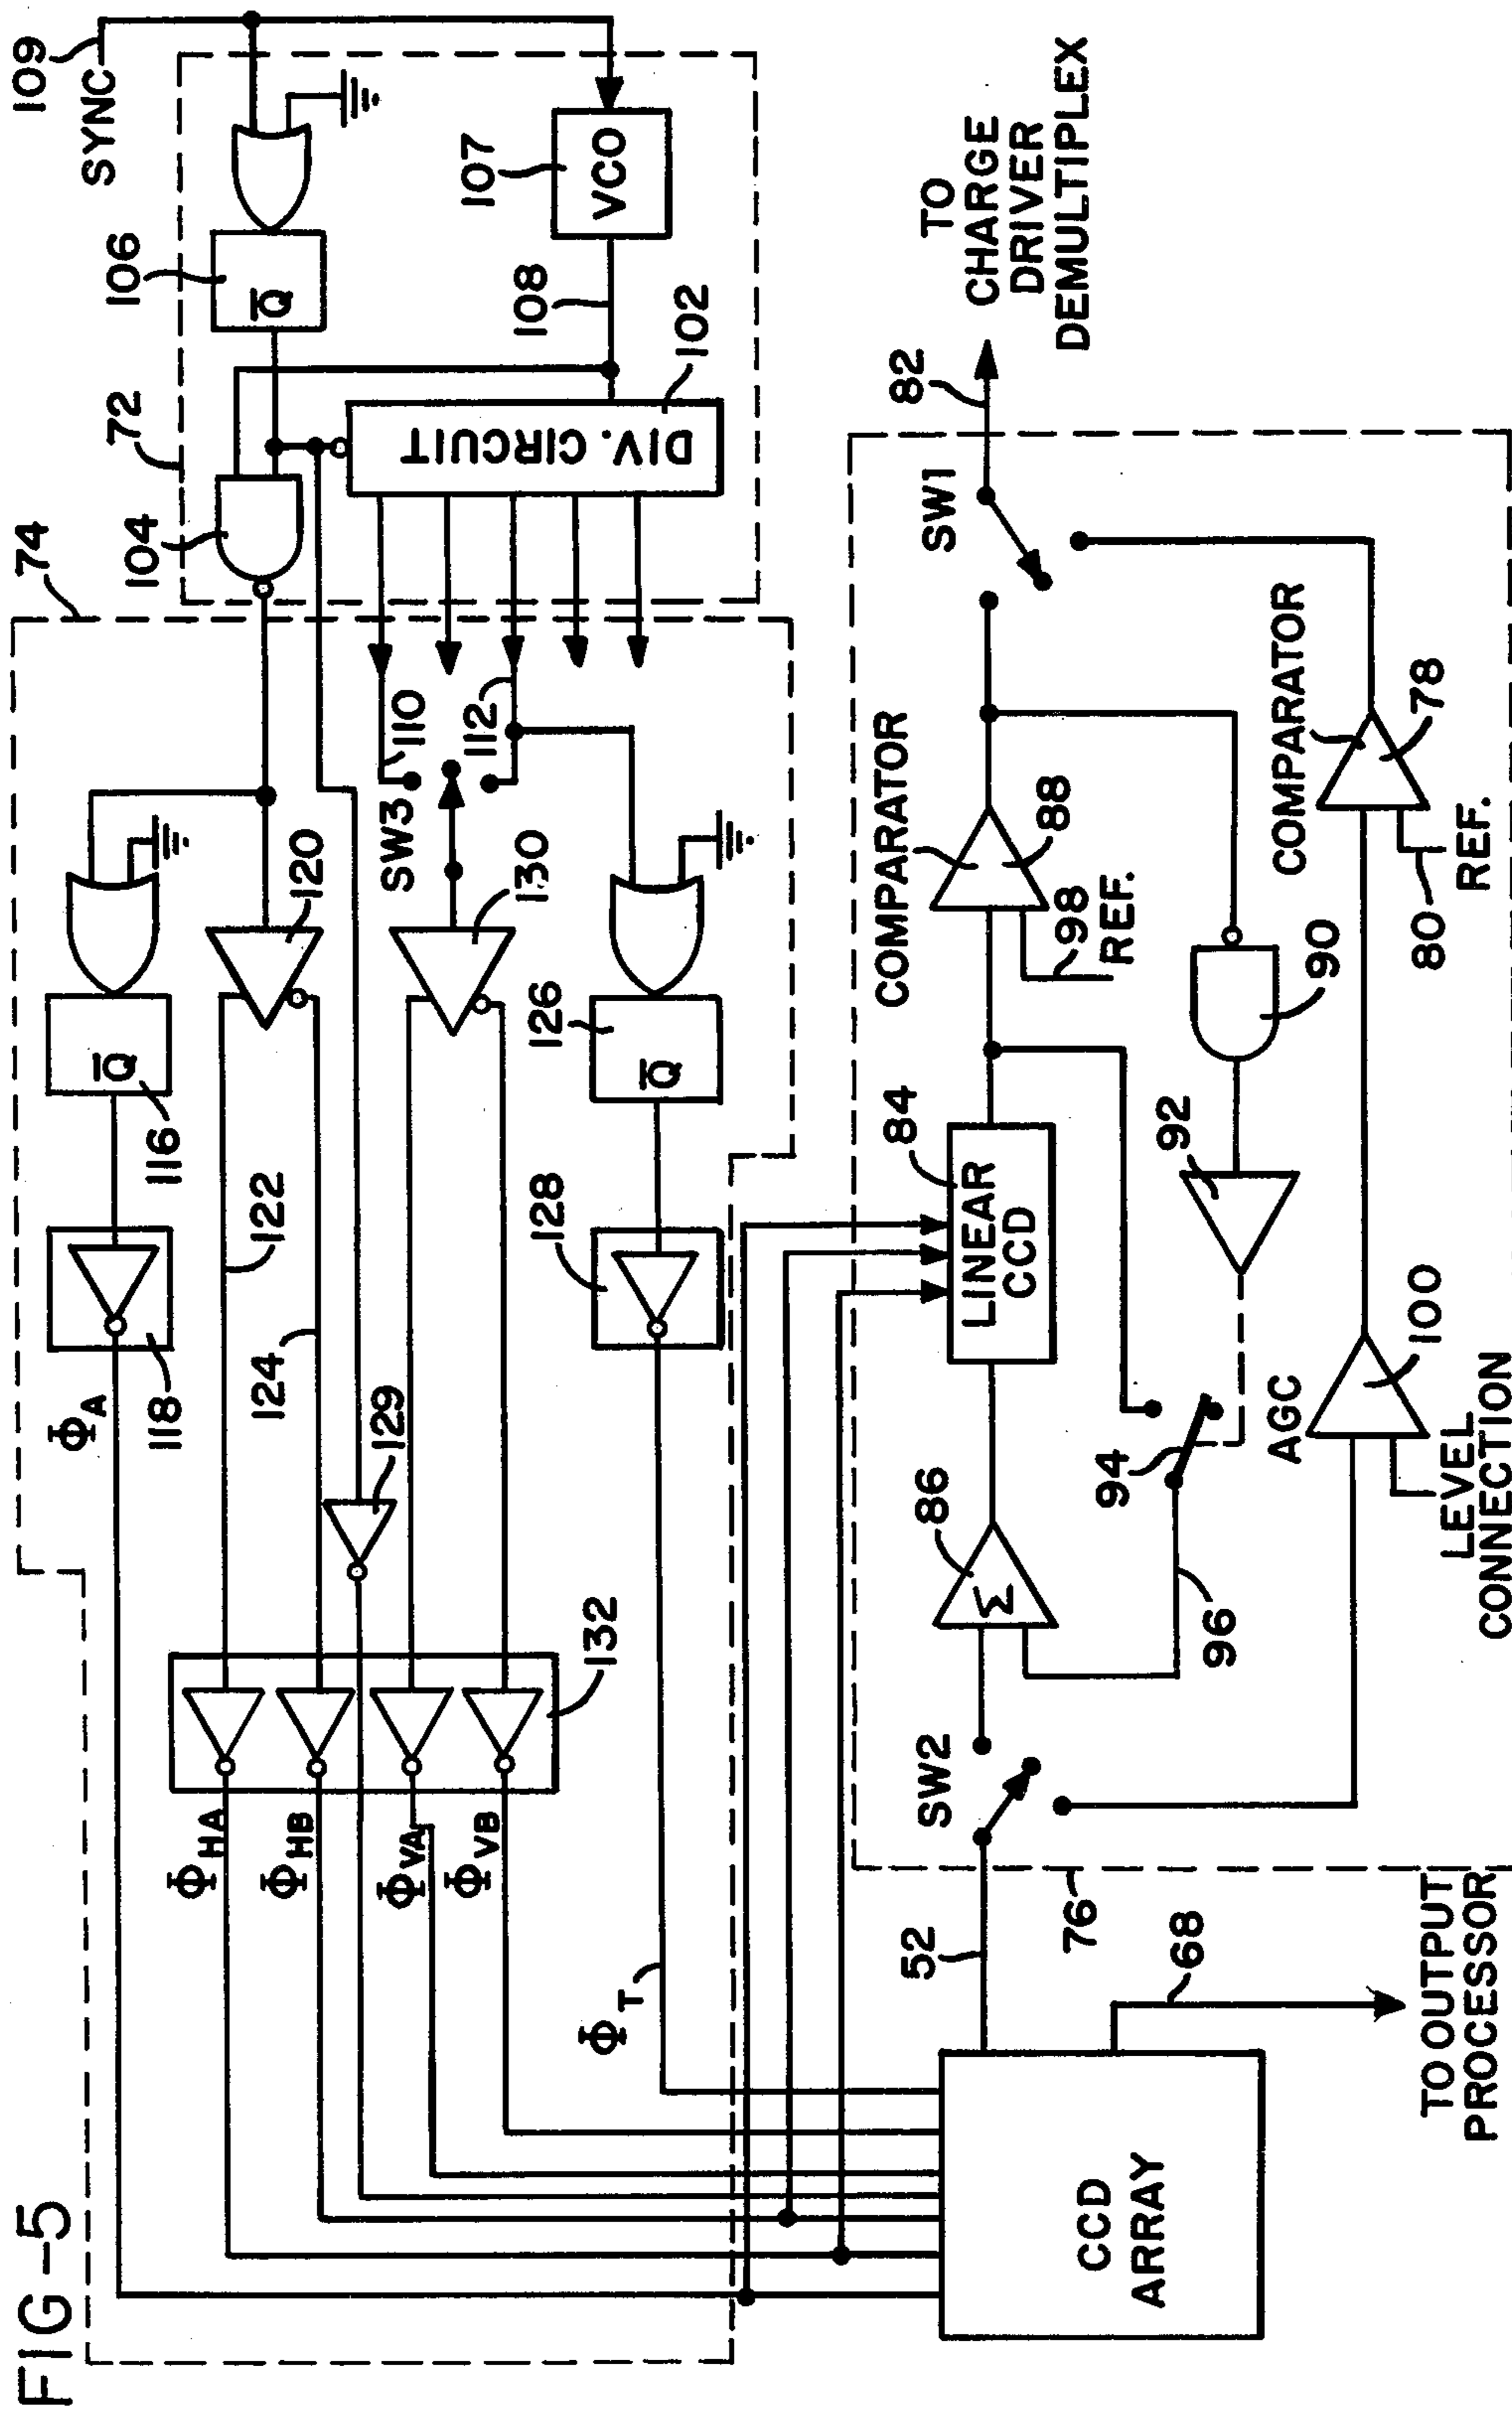 FIG-5
109
SYNC
74
72
104
106
Q
107
VCO
108
102
DIV. CIRCUIT
110
112
SW3
116
Q
118
ΦA
120
122
124
129
130
126
Q
128
132
ΦHA
ΦHB
ΦVA
ΦVB
ΦT
CCD
ARRAY
52
68
TO OUTPUT
PROCESSOR
76
SW2
86
Σ
84
LINEAR
CCD
COMPARATOR
88
98
REF.
SW1
82
TO
CHARGE
DRIVER
DEMULTIPLEX
90
92
94
96
AGC
100
LEVEL
CONNECTION
COMPARATOR
78
80
REF.